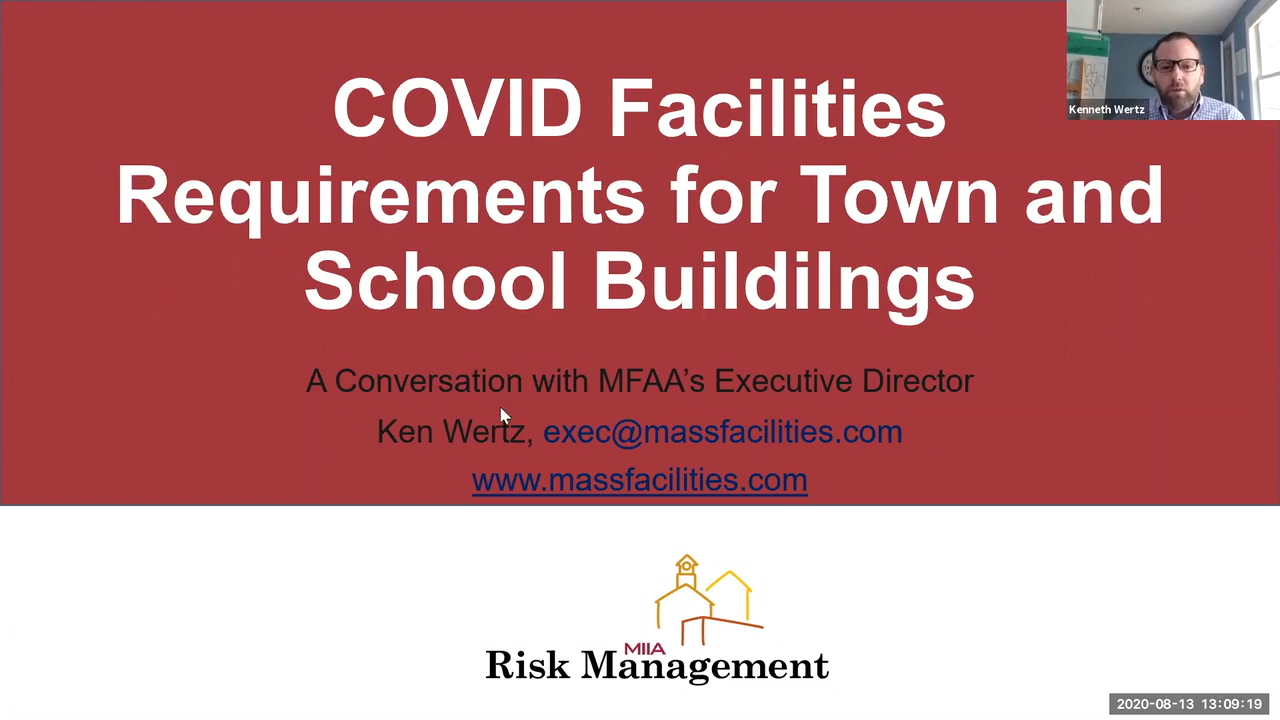 COVID Facilities
Requirements for Town and
School Buildilngs
Kenneth Wertz
A Conversation with MFAA's Executive Director
Ken Wertz, exec@massfacilities.com
www.massfacilities.com
MIIA
Risk Management
2020-08-13 13:09:19